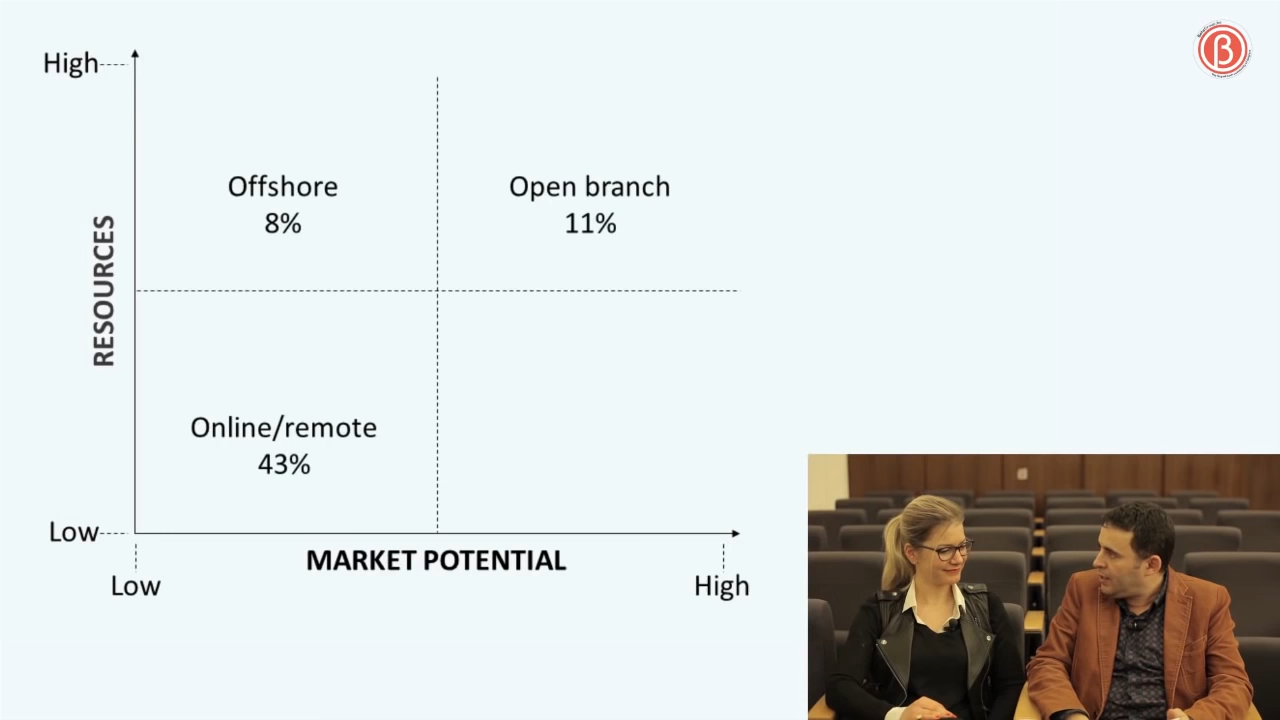 High
Offshore
8%
Open branch
11%
RESOURCES
Online/remote
43%
Low
MARKET POTENTIAL
Low
High
β